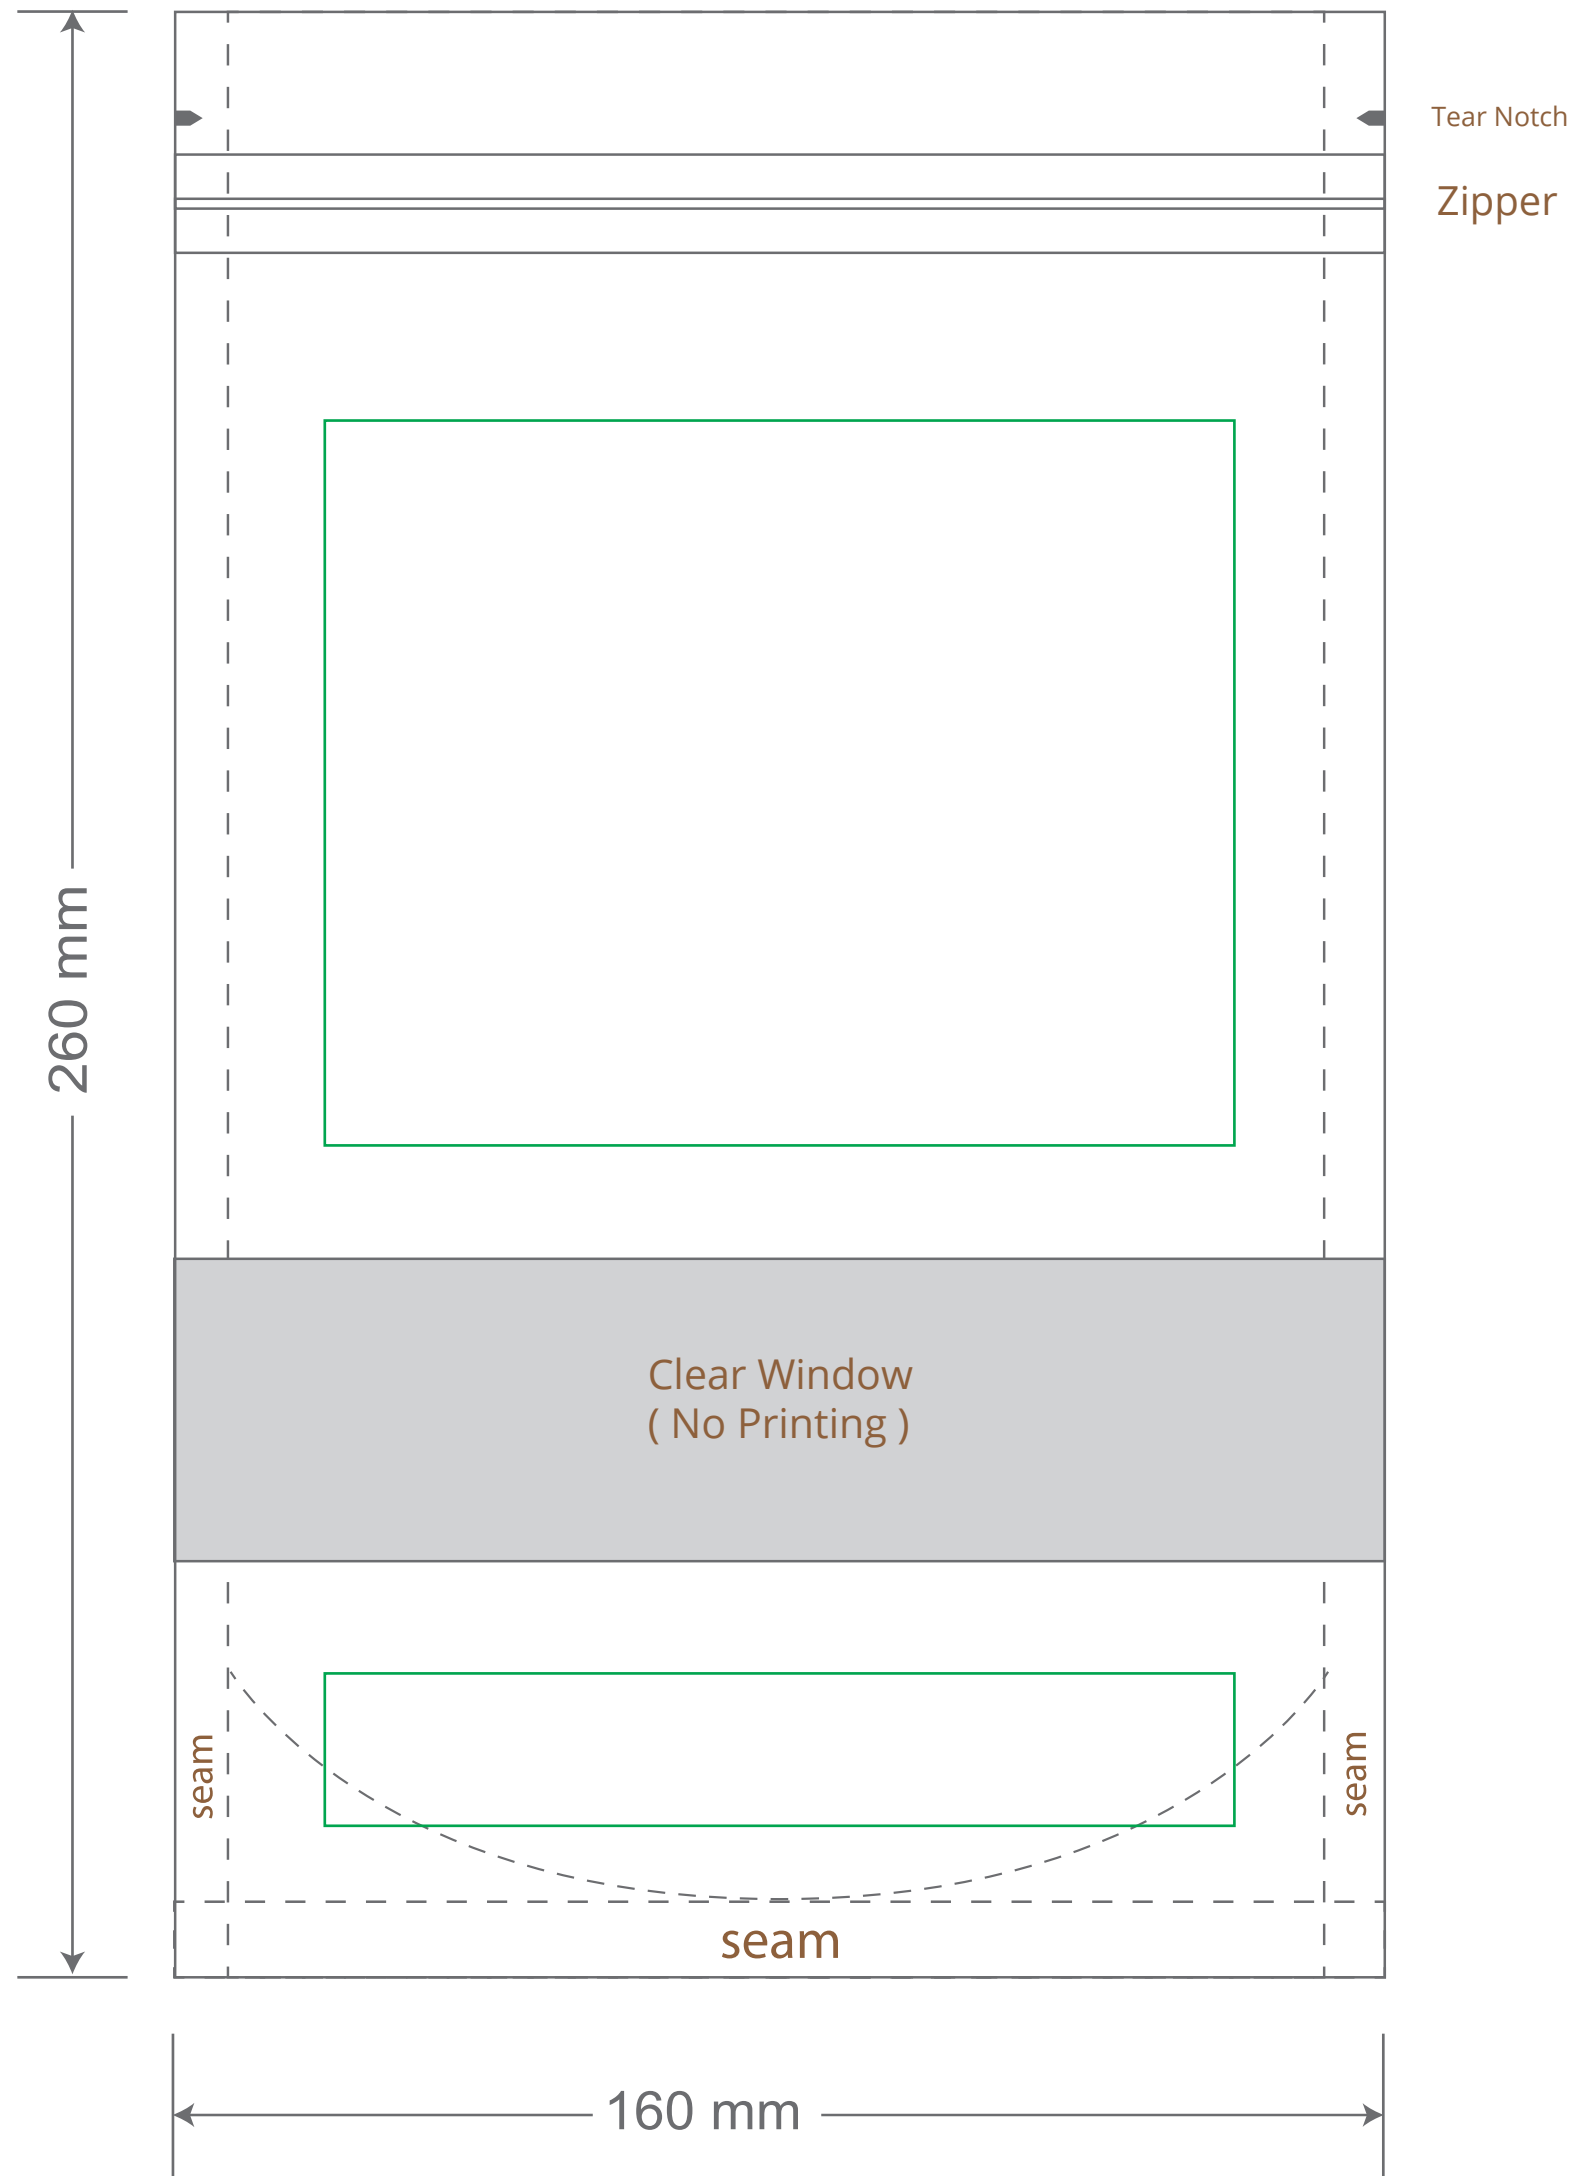 Tear Notch
Zipper
260 mm
Clear Window
( No Printing )
seam
seam
seam
160 mm